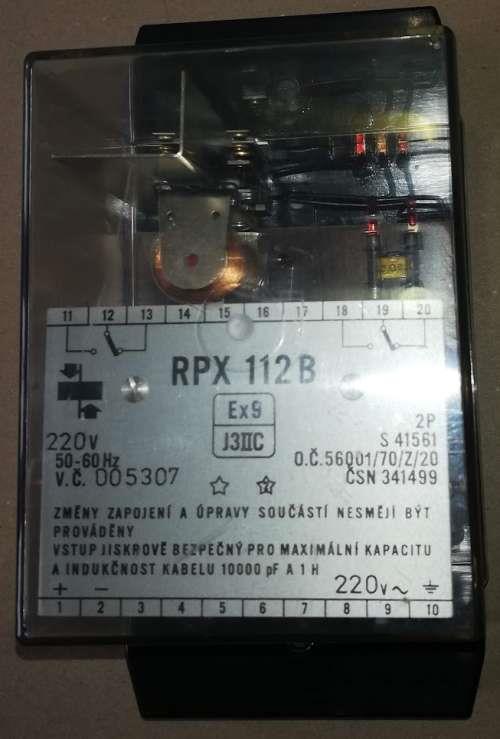 11 12 13 14 15 16 17 18 19 20
RPX 112B
Ex9
J3IIC
220V
50-60Hz
V.Č. 005307
2P
S 41561
O.Č.56001/70/Z/20
ČSN 341499
ZMĚNY ZAPOJENÍ A ÚPRAVY SOUČÁSTÍ NESMĚJÍ BÝT
PROVÁDĚNY
VSTUP JISKROVĚ BEZPEČNÝ PRO MAXIMÁLNÍ KAPACITU
A INDUKČNOST KABELU 10000 pF A 1 H
+ − 220V~
1 2 3 4 5 6 7 8 9 10